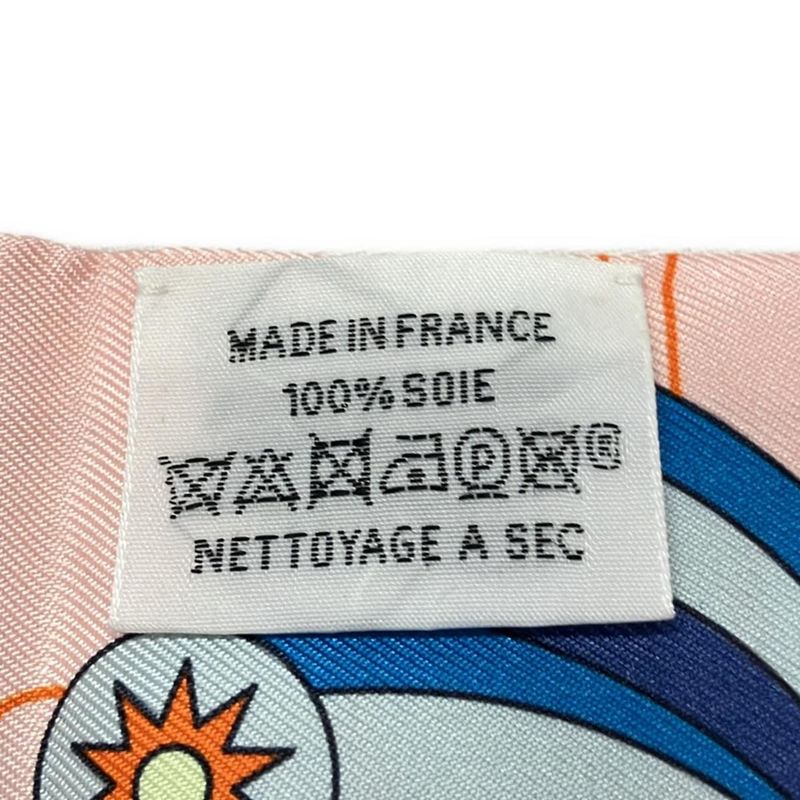 MADE IN FRANCE
100% SOIE
P ®
NETTOYAGE A SEC